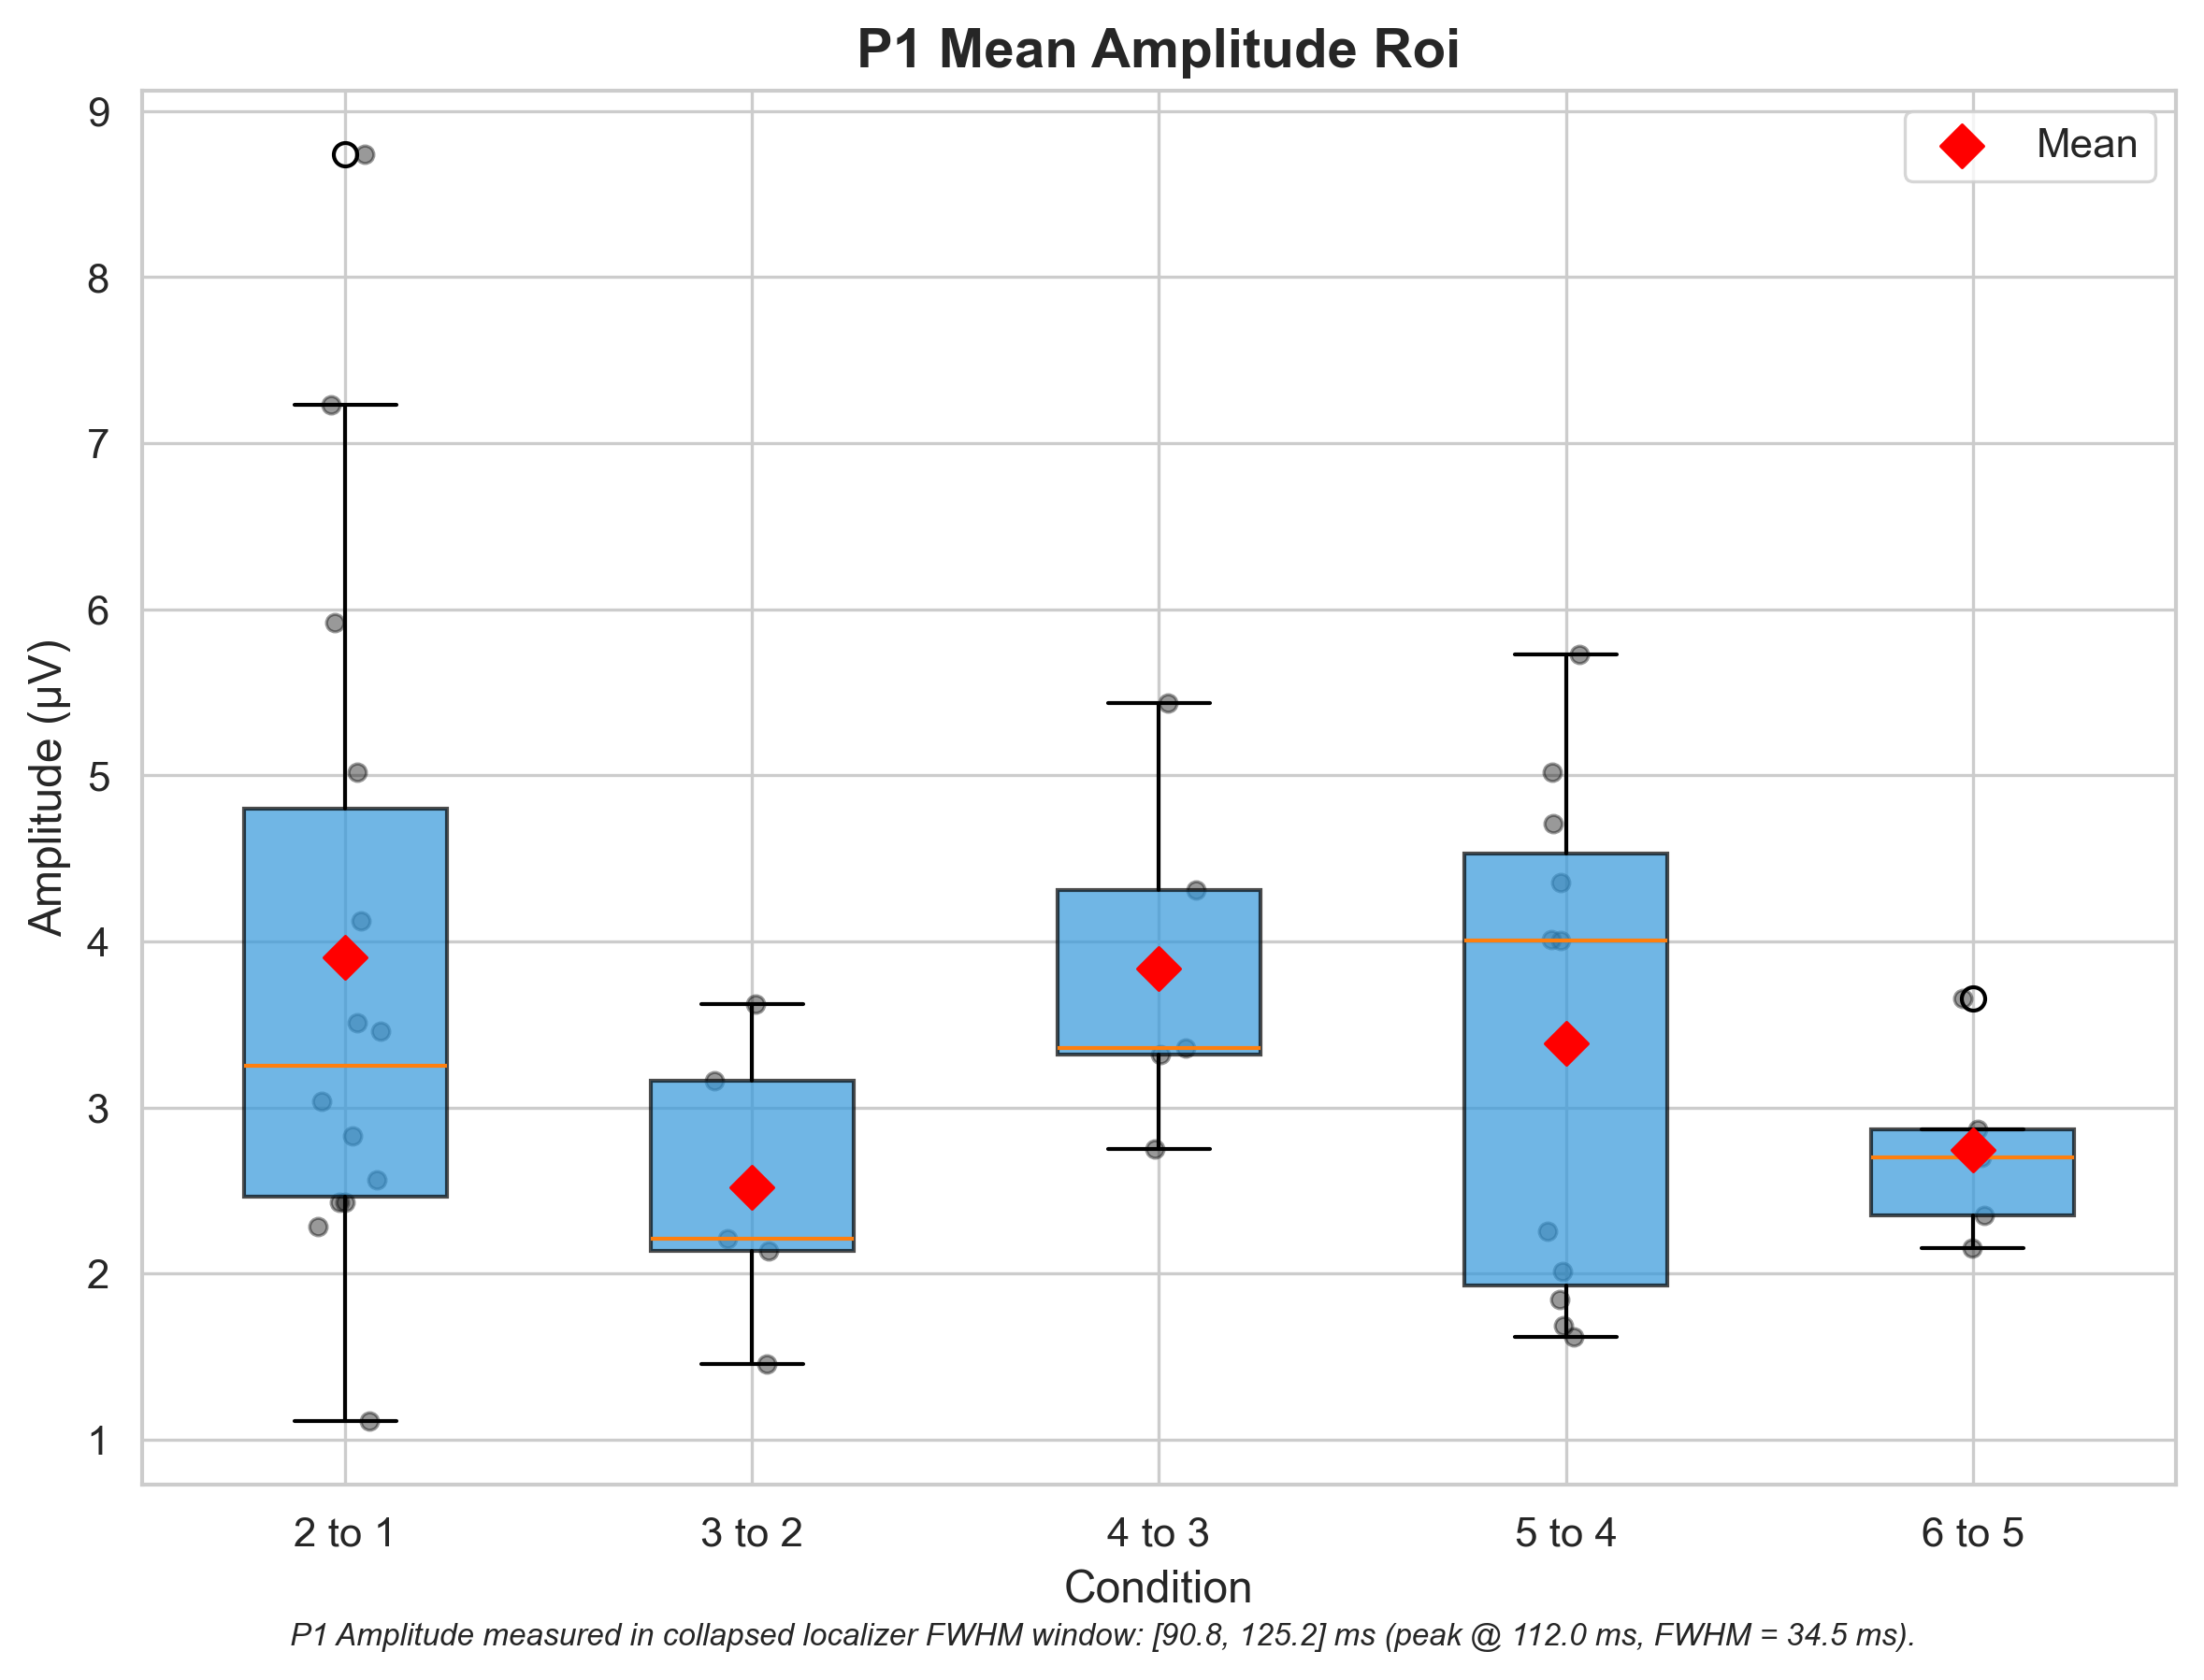 P1 Mean Amplitude Roi
Mean
9
8
7
6
5
4
3
2
1
Amplitude (µV)
2 to 1
3 to 2
4 to 3
5 to 4
6 to 5
Condition
P1 Amplitude measured in collapsed localizer FWHM window: [90.8, 125.2] ms (peak @ 112.0 ms, FWHM = 34.5 ms).